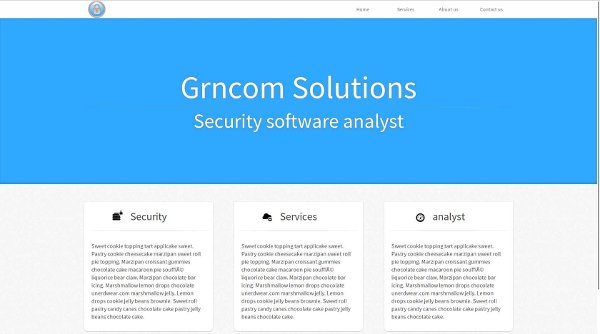 Home Services About us Contact us
Grncom Solutions
Security software analyst
Security Services analyst
Sweet cookie topping tart applicake sweet.
Pastry cookie cheesecake marzipan sweet roll
pie topping. Marzipan croissant gummies
chocolate cake macaroon pie soufflÃ©
liquorice bear claw. Marzipan chocolate bar
icing. Marshmallow lemon drops chocolate
unerdwear.com marshmallow jelly. Lemon
drops cookie jelly beans brownie. Sweet roll
pastry candy canes chocolate cake pastry jelly
beans chocolate cake.
Sweet cookie topping tart applicake sweet.
Pastry cookie cheesecake marzipan sweet roll
pie topping. Marzipan croissant gummies
chocolate cake macaroon pie soufflÃ©
liquorice bear claw. Marzipan chocolate bar
icing. Marshmallow lemon drops chocolate
unerdwear.com marshmallow jelly. Lemon
drops cookie jelly beans brownie. Sweet roll
pastry candy canes chocolate cake pastry jelly
beans chocolate cake.
Sweet cookie topping tart applicake sweet.
Pastry cookie cheesecake marzipan sweet roll
pie topping. Marzipan croissant gummies
chocolate cake macaroon pie soufflÃ©
liquorice bear claw. Marzipan chocolate bar
icing. Marshmallow lemon drops chocolate
unerdwear.com marshmallow jelly. Lemon
drops cookie jelly beans brownie. Sweet roll
pastry candy canes chocolate cake pastry jelly
beans chocolate cake.